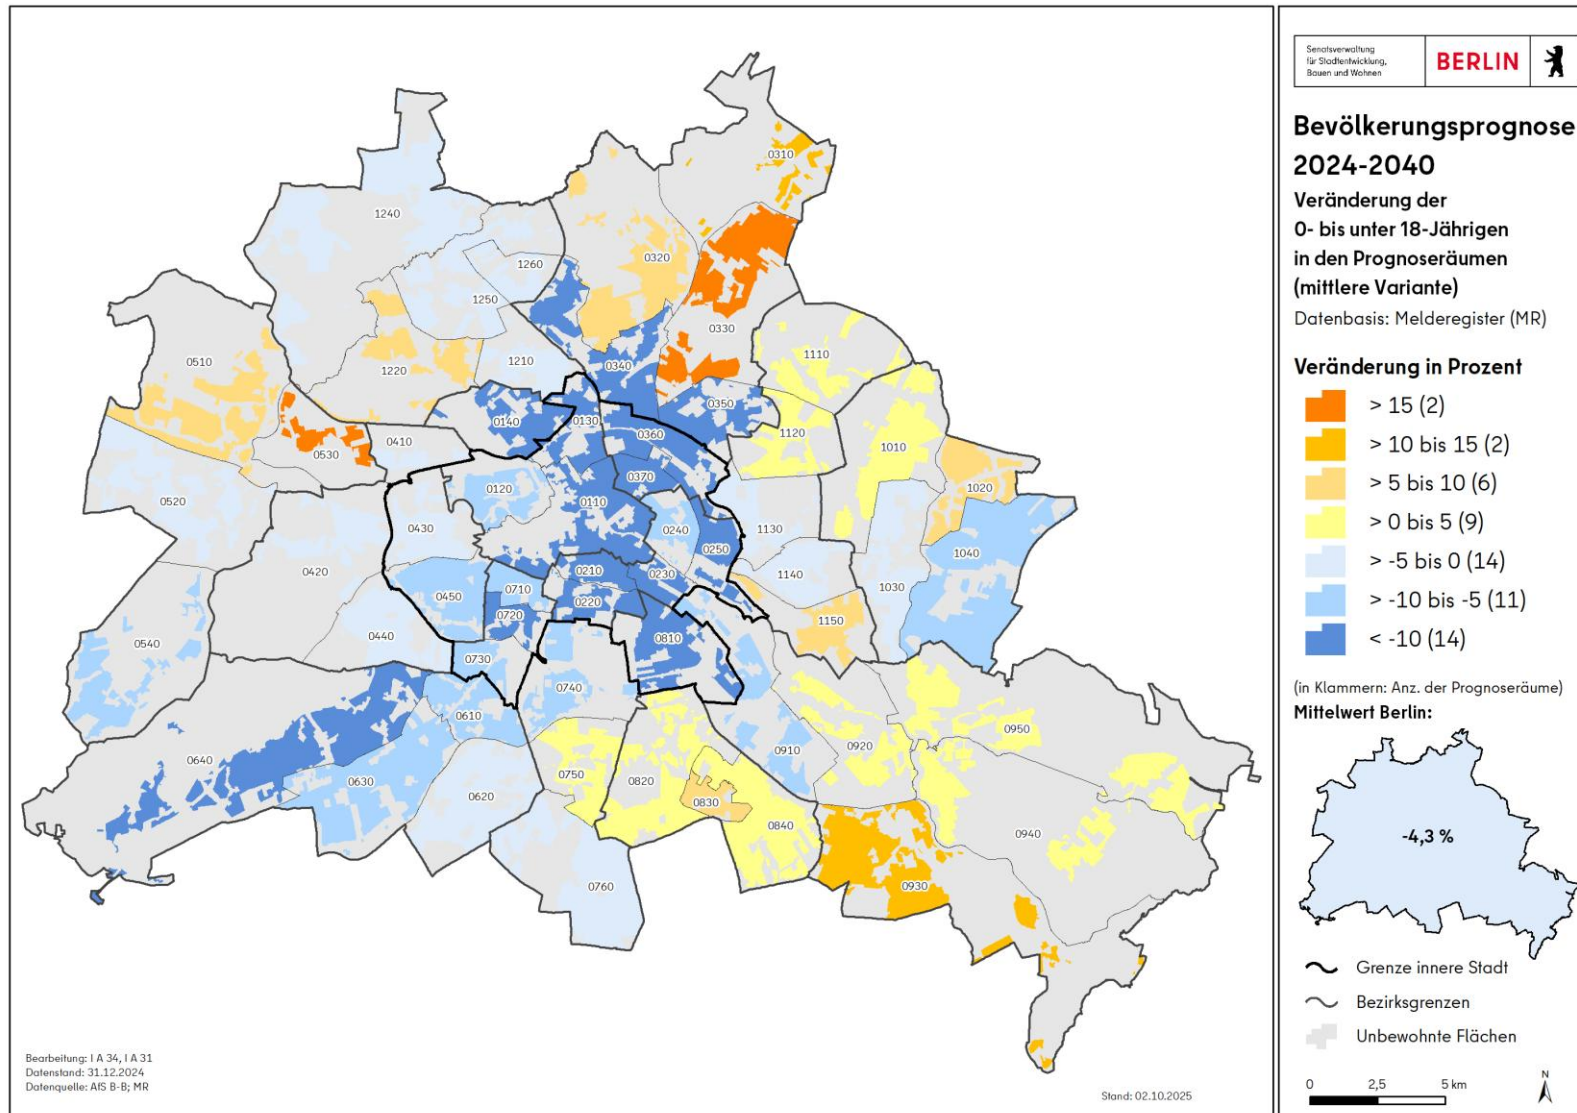 Senatsverwaltung
für Stadtentwicklung,
Bauen und Wohnen
BERLIN
Bevölkerungsprognose
2024-2040
Veränderung der
0- bis unter 18-Jährigen
in den Prognoseräumen
(mittlere Variante)
Datenbasis: Melderegister (MR)
Veränderung in Prozent
> 15 (2)
> 10 bis 15 (2)
> 5 bis 10 (6)
> 0 bis 5 (9)
> -5 bis 0 (14)
> -10 bis -5 (11)
< -10 (14)
(in Klammern: Anz. der Prognoseräume)
Mittelwert Berlin:
-4,3 %
Grenze innere Stadt
Bezirksgrenzen
Unbewohnte Flächen
0 2,5 5 km
N
0310
1240
0320
1260
1250
0330
0510
1210
1220
0340
1110
0350
0140
0130
0360
1120
0410
0530
1010
0370
0120
1020
0520
0110
0430
0240
1130
0250
1040
0420
0210
0230
1140
1030
0710
0450
0220
0720
1150
0440
0810
0540
0730
0740
0610
0950
0910
0920
0640
0630
0750
0820
0620
0830
0840
0940
0930
0760
Bearbeitung: I A 34, I A 31
Datenstand: 31.12.2024
Datenquelle: AfS B-B; MR
Stand: 02.10.2025